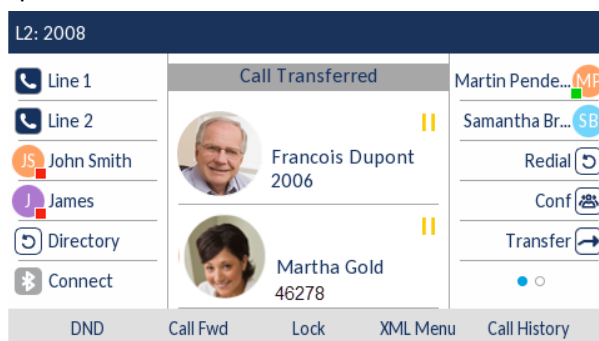 L2: 2008
Line 1
Line 2
JS John Smith
J James
Directory
Connect
Call Transferred
Francois Dupont
2006
Martha Gold
46278
Martin Pende... MP
Samantha Br... SB
Redial
Conf
Transfer
DND Call Fwd Lock XML Menu Call History